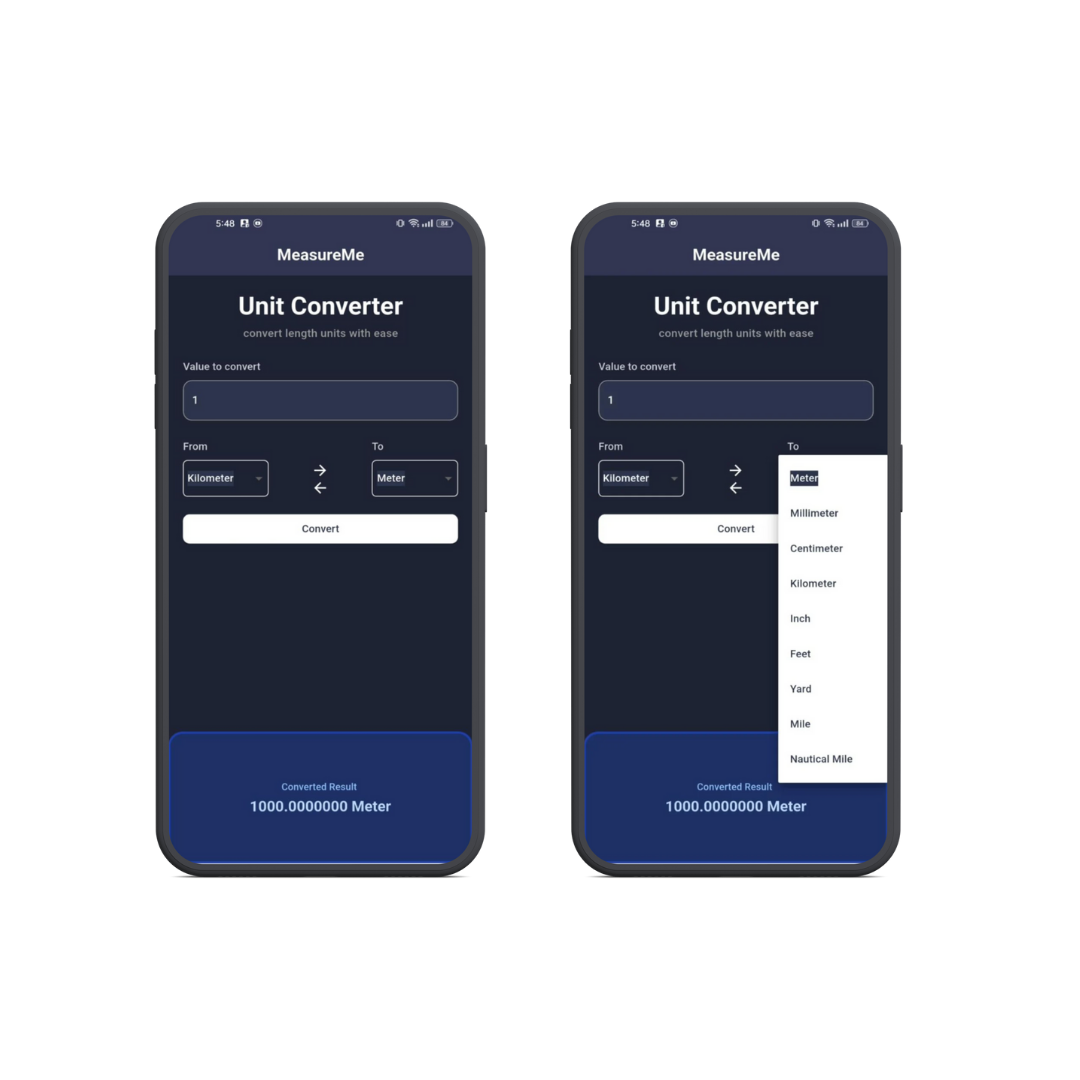 5:48
84
MeasureMe
Unit Converter
convert length units with ease
Value to convert
1
From
To
Kilometer
Meter
Convert
Converted Result
1000.0000000 Meter
5:48
84
MeasureMe
Unit Converter
convert length units with ease
Value to convert
1
From
To
Kilometer
Meter
Millimeter
Convert
Centimeter
Kilometer
Inch
Feet
Yard
Mile
Nautical Mile
Converted Result
1000.0000000 Meter